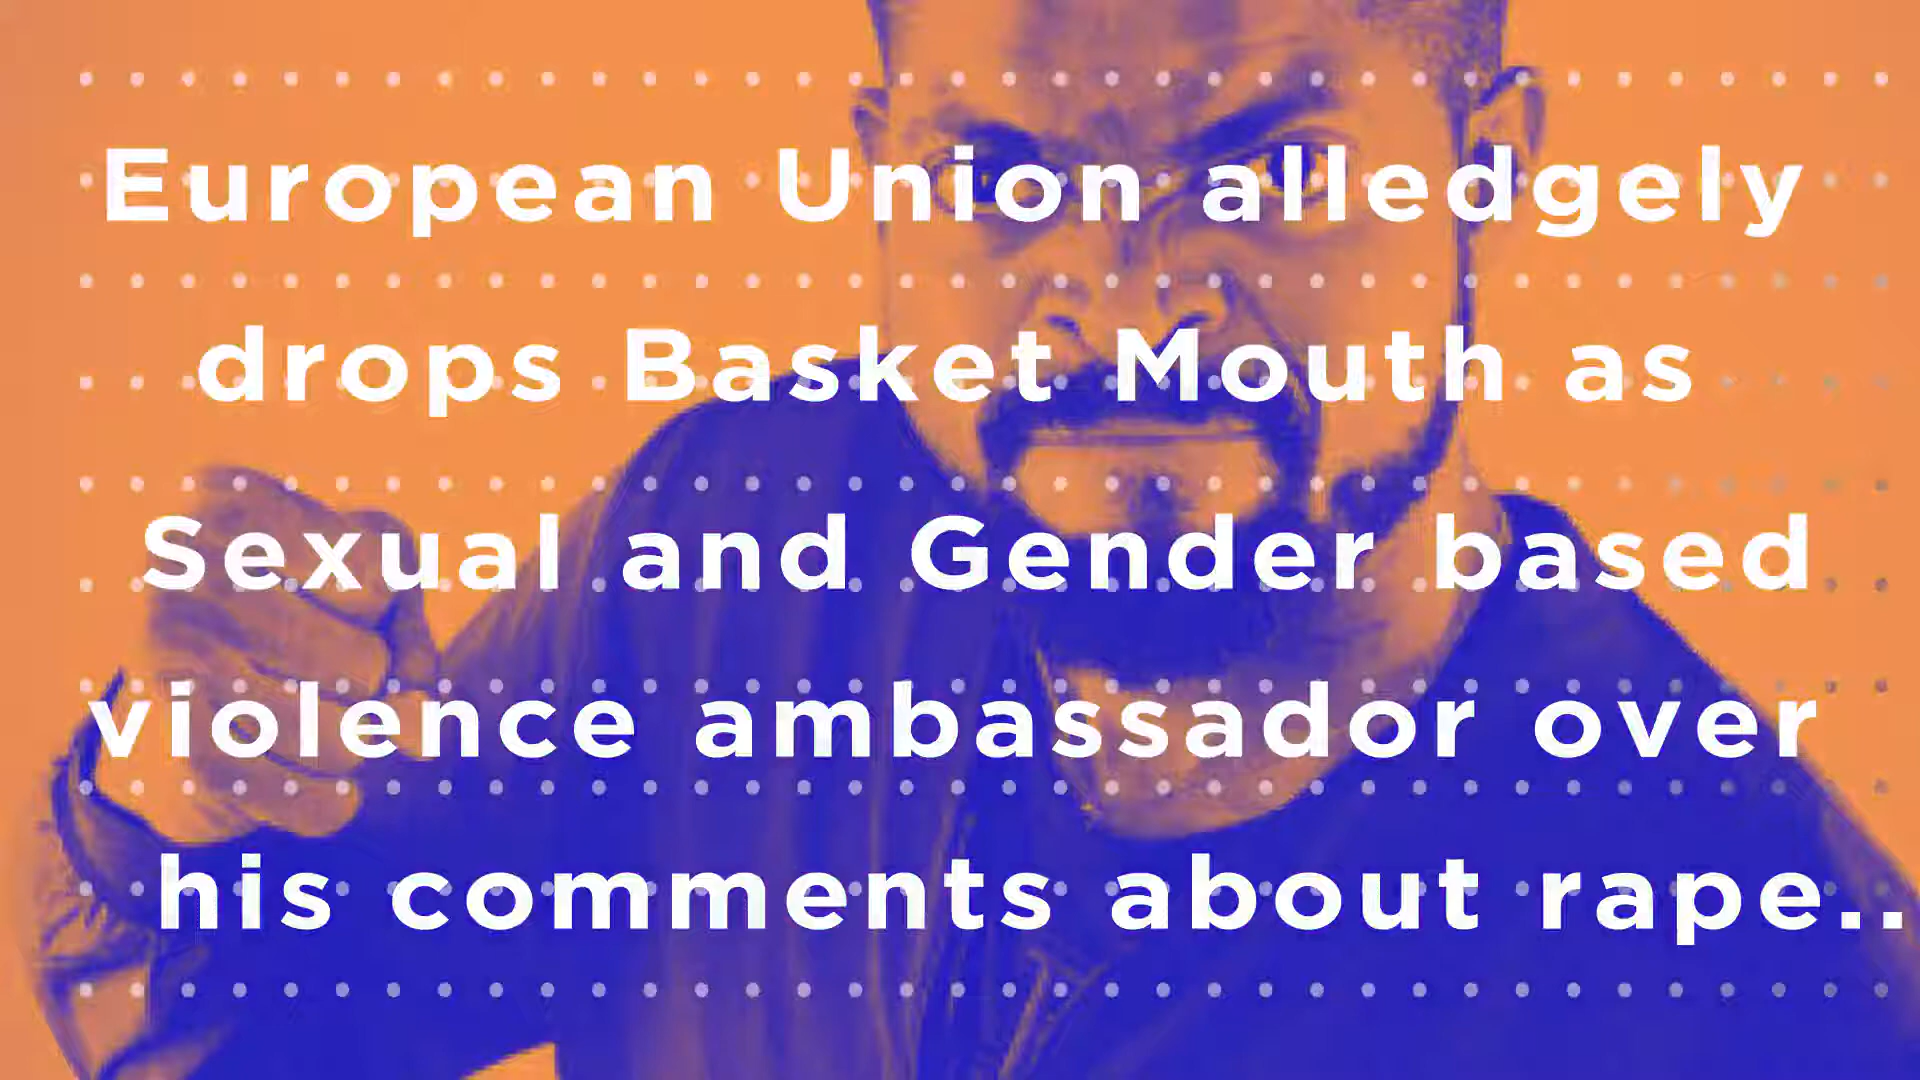 European Union alledgely
drops Basket Mouth as
Sexual and Gender based
violence ambassador over
his comments about rape..